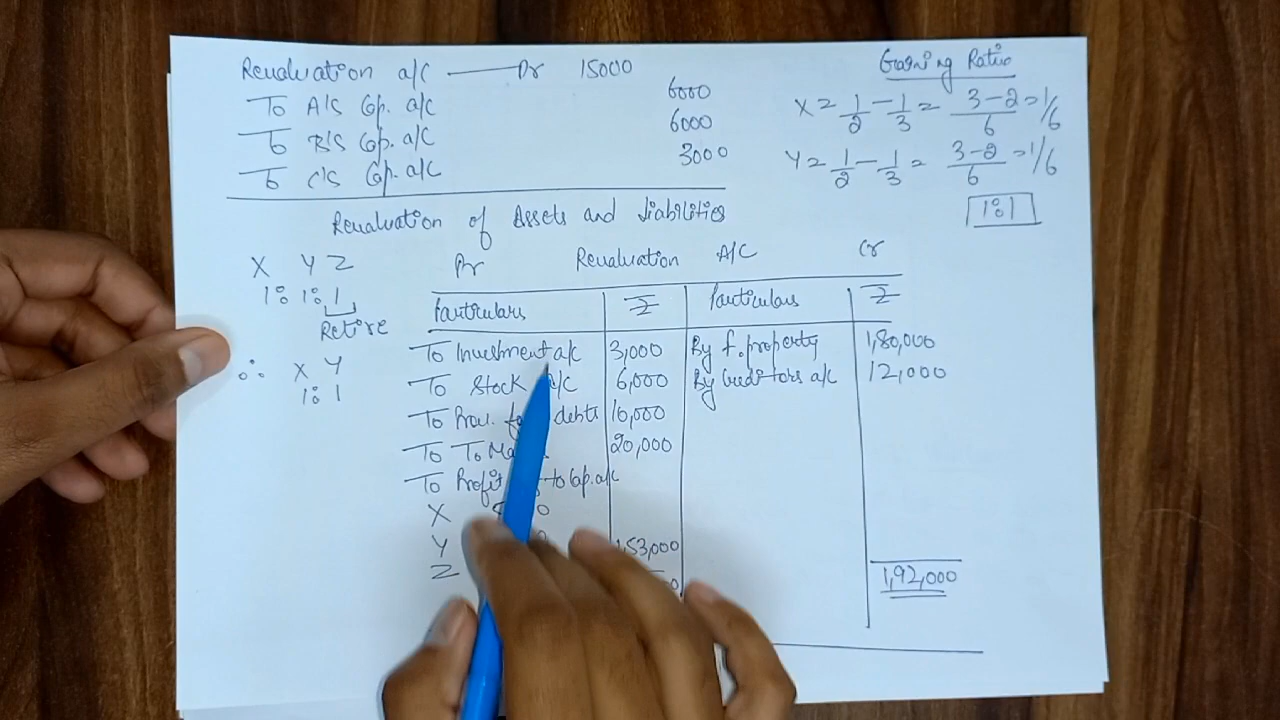 Revaluation a/c —— Dr 15000
To A's Cap. a/c 6000
To B's Cap. a/c 6000
To C's Cap. a/c 3000
Gaining Ratio
X = 1/2 - 1/3 = 3-2/6 = 1/6
Y = 1/2 - 1/3 = 3-2/6 = 1/6
1:1
Revaluation of Assets and Liabilities
X Y Z
1: 1: 1
Retire
∴ X Y
1: 1
Dr Revaluation A/C Cr
Particulars ₹ Particulars ₹
To Investment a/c 3,000 By f. property 1,80,000
To Stock A/C 6,000 By Creditors a/c 12,000
To Prov. for debts 10,000
To To 20,000
To Profit to Cap. a/c
X
Y 1,53,000
Z
1,92,000